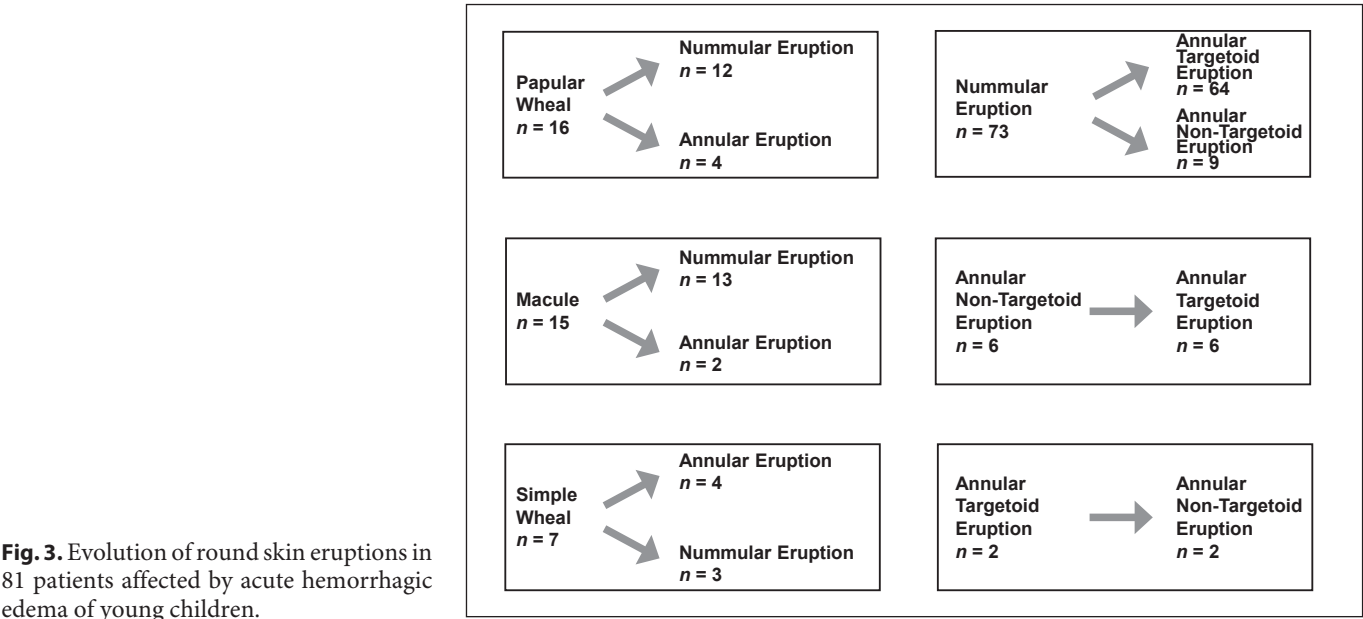 Papular
Wheal
n = 16
Nummular Eruption
n = 12
Annular Eruption
n = 4
Nummular
Eruption
n = 73
Annular
Targetoid
Eruption
n = 64
Annular
Non-Targetoid
Eruption
n = 9
Macule
n = 15
Nummular Eruption
n = 13
Annular Eruption
n = 2
Annular
Non-Targetoid
Eruption
n = 6
Annular
Targetoid
Eruption
n = 6
Simple
Wheal
n = 7
Annular Eruption
n = 4
Nummular Eruption
n = 3
Annular
Targetoid
Eruption
n = 2
Annular
Non-Targetoid
Eruption
n = 2
Fig. 3. Evolution of round skin eruptions in
81 patients affected by acute hemorrhagic
edema of young children.